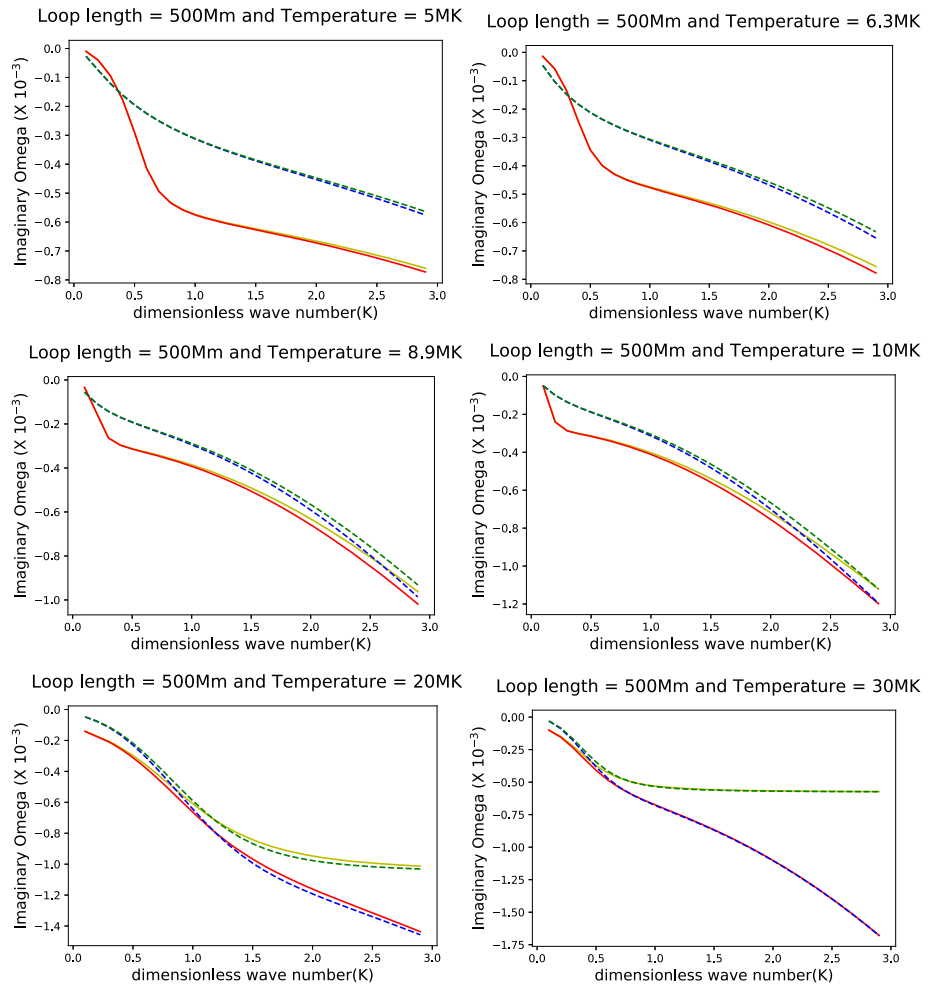 Loop length = 500Mm and Temperature = 5MK
0.0
−0.1
−0.2
−0.3
−0.4
−0.5
−0.6
−0.7
−0.8
Imaginary Omega (X 10⁻³)
0.0 0.5 1.0 1.5 2.0 2.5 3.0
dimensionless wave number(K)
Loop length = 500Mm and Temperature = 6.3MK
0.0
−0.1
−0.2
−0.3
−0.4
−0.5
−0.6
−0.7
−0.8
Imaginary Omega (X 10⁻³)
0.0 0.5 1.0 1.5 2.0 2.5 3.0
dimensionless wave number(K)
Loop length = 500Mm and Temperature = 8.9MK
0.0
−0.2
−0.4
−0.6
−0.8
−1.0
Imaginary Omega (X 10⁻³)
0.0 0.5 1.0 1.5 2.0 2.5 3.0
dimensionless wave number(K)
Loop length = 500Mm and Temperature = 10MK
0.0
−0.2
−0.4
−0.6
−0.8
−1.0
−1.2
Imaginary Omega (X 10⁻³)
0.0 0.5 1.0 1.5 2.0 2.5 3.0
dimensionless wave number(K)
Loop length = 500Mm and Temperature = 20MK
0.0
−0.2
−0.4
−0.6
−0.8
−1.0
−1.2
−1.4
Imaginary Omega (X 10⁻³)
0.0 0.5 1.0 1.5 2.0 2.5 3.0
dimensionless wave number(K)
Loop length = 500Mm and Temperature = 30MK
0.00
−0.25
−0.50
−0.75
−1.00
−1.25
−1.50
−1.75
Imaginary Omega (X 10⁻³)
0.0 0.5 1.0 1.5 2.0 2.5 3.0
dimensionless wave number(K)